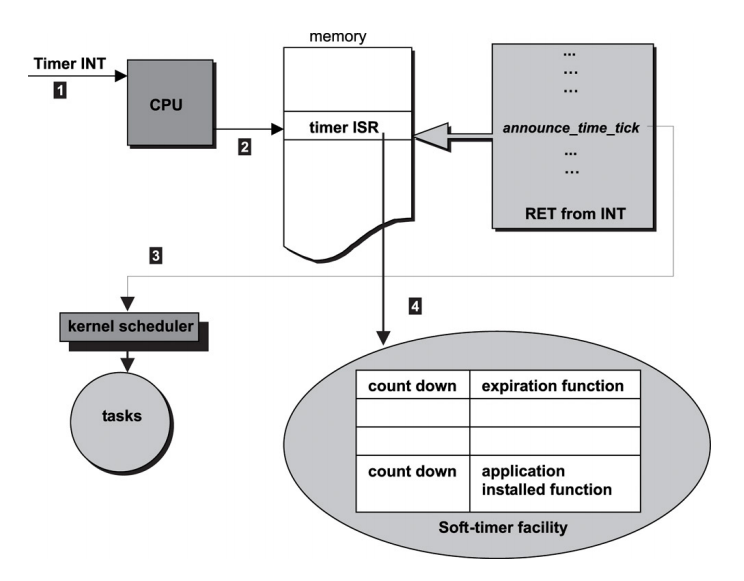 memory
Timer INT
1
CPU
2
timer ISR
...
...
...
announce_time_tick
...
...
RET from INT
3
4
kernel scheduler
tasks
count down expiration function
count down application
installed function
Soft-timer facility